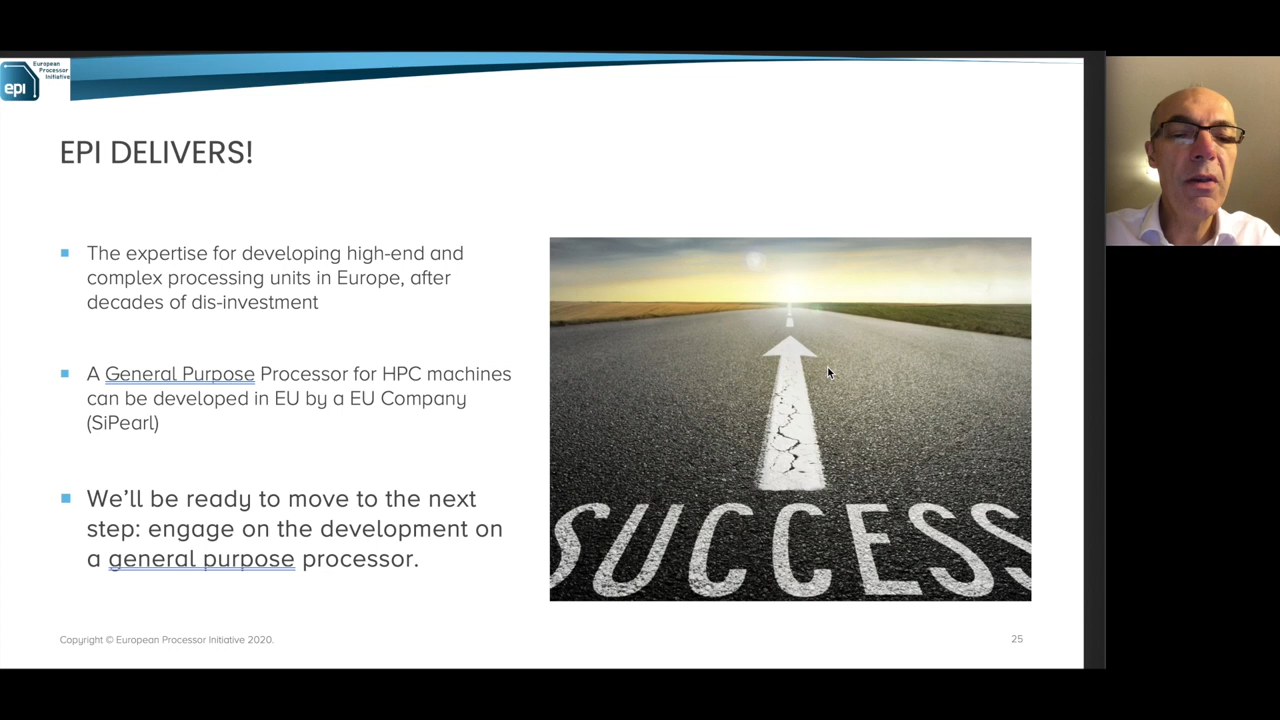 European
Processor
Initiative
epi
EPI DELIVERS!
The expertise for developing high-end and
complex processing units in Europe, after
decades of dis-investment
A General Purpose Processor for HPC machines
can be developed in EU by a EU Company
(SiPearl)
We'll be ready to move to the next
step: engage on the development on
a general purpose processor.
SUCCESS
Copyright © European Processor Initiative 2020.
25